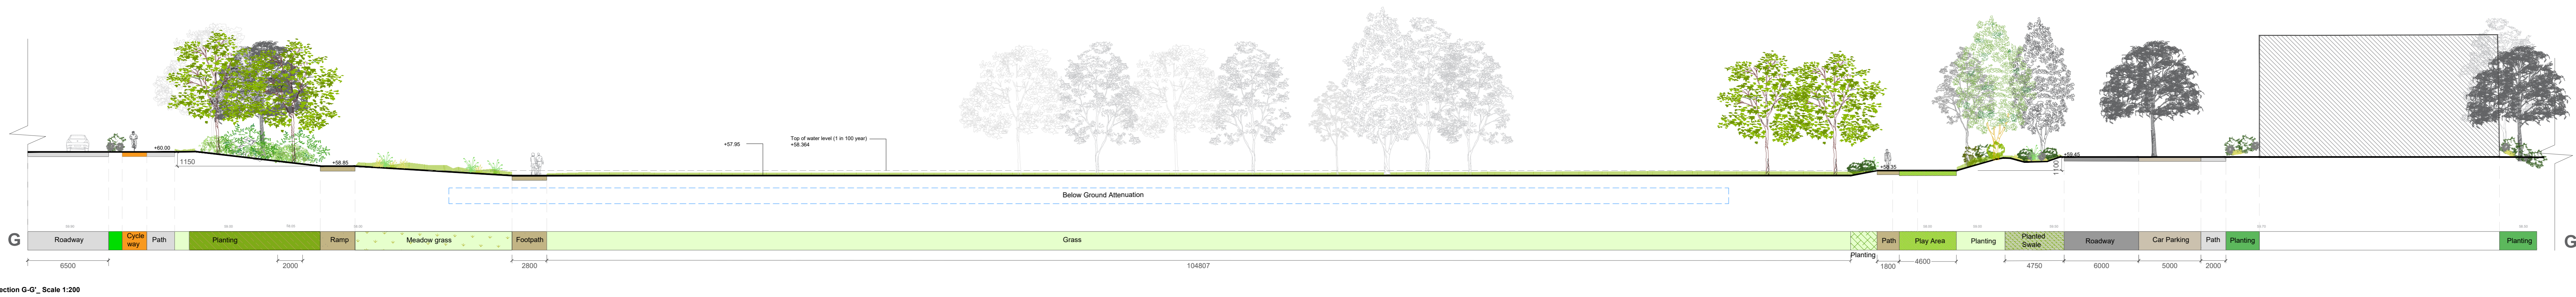 Top of water level (1 in 100 year)
+58.364
+57.95
+60.00
1150
+58.85
+58.35
+59.45
1100
Below Ground Attenuation
G
Roadway
Cycle
way
Path
Planting
Ramp
Meadow grass
Footpath
Grass
Planting
Path
Play Area
Planting
Planted
Swale
Roadway
Car Parking
Path
Planting
Planting
G
6500
2000
2800
104807
1800
4600
4750
6000
5000
2000
ection G-G'_ Scale 1:200